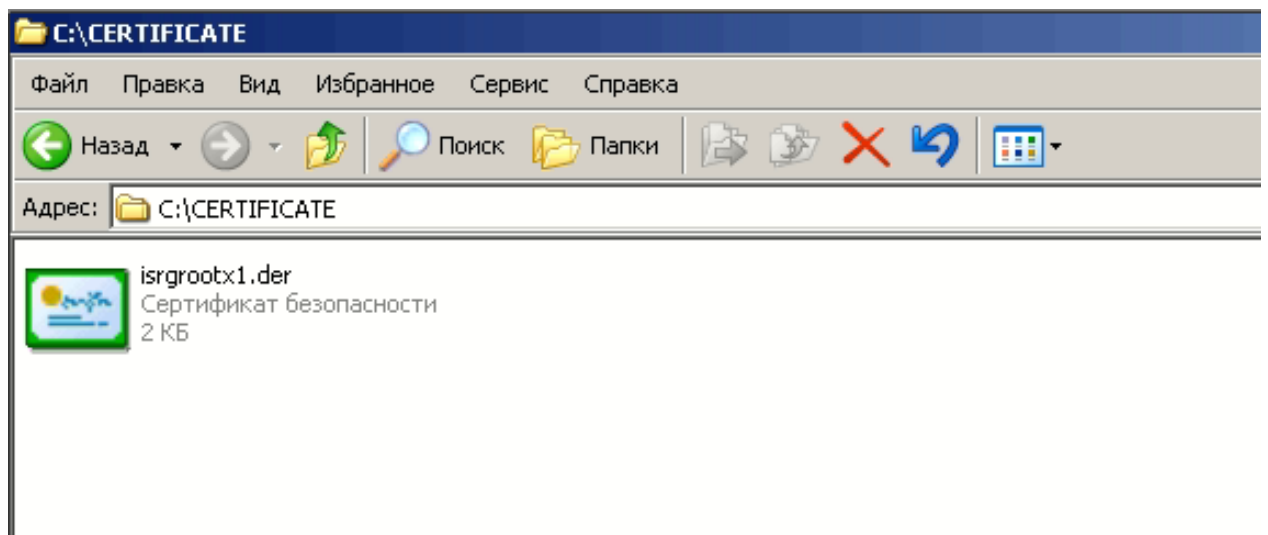 C:\CERTIFICATE
Файл Правка Вид Избранное Сервис Справка
Назад Поиск Папки
Адрес: C:\CERTIFICATE
isrgrootx1.der
Сертификат безопасности
2 КБ